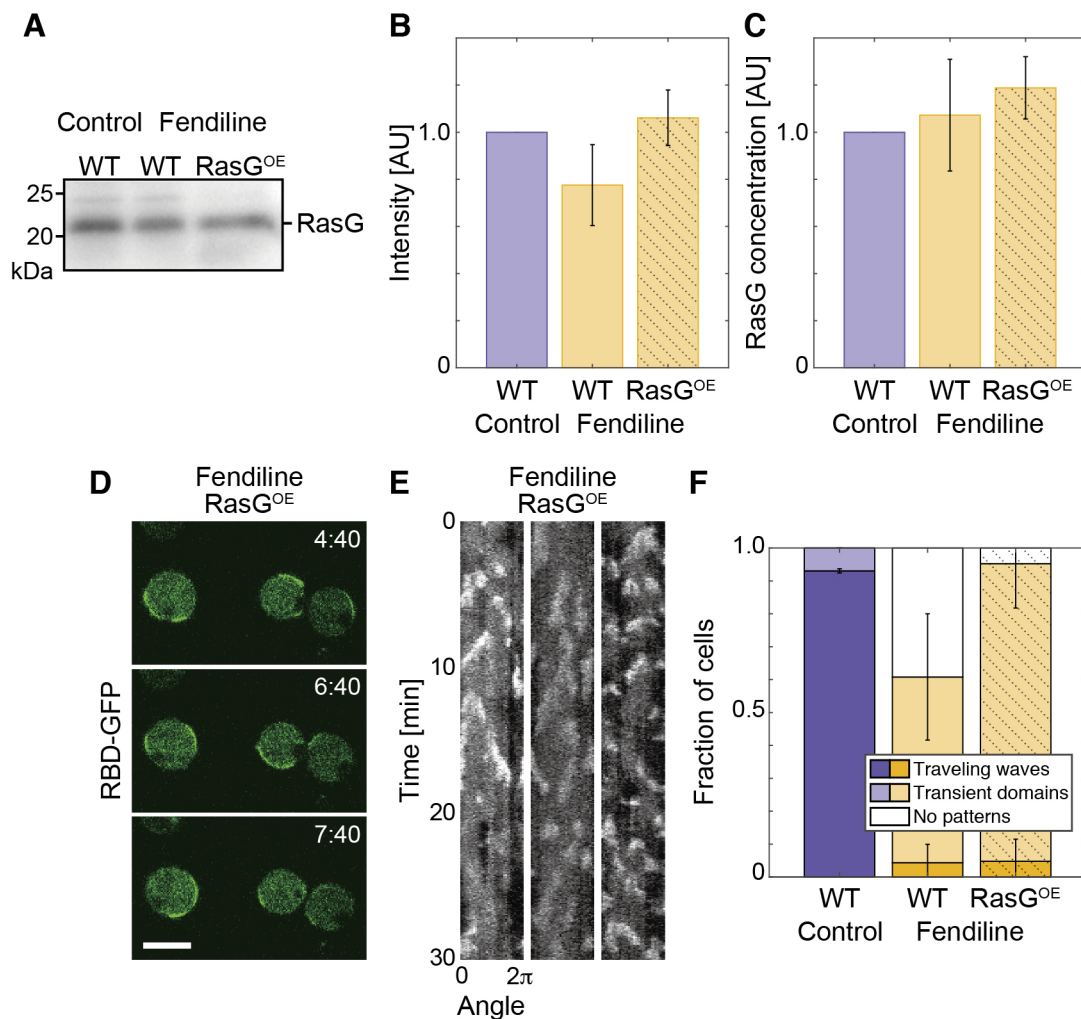 A
Control Fendiline
WT WT RasG^OE
25
20
kDa
RasG
B
Intensity [AU]
1.0
0
WT WT RasG^OE
Control Fendiline
C
RasG concentration [AU]
1.0
0
WT WT RasG^OE
Control Fendiline
D
Fendiline
RasG^OE
RBD-GFP
4:40
6:40
7:40
E
Fendiline
RasG^OE
Time [min]
0
10
20
30
0 2π
Angle
F
Fraction of cells
1.0
0.5
0
Traveling waves
Transient domains
No patterns
WT WT RasG^OE
Control Fendiline